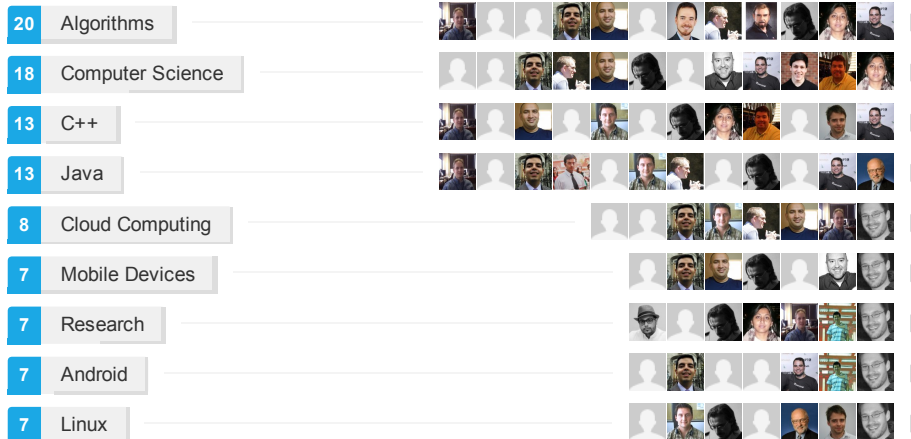 20 Algorithms
18 Computer Science
13 C++
13 Java
8 Cloud Computing
7 Mobile Devices
7 Research
7 Android
7 Linux